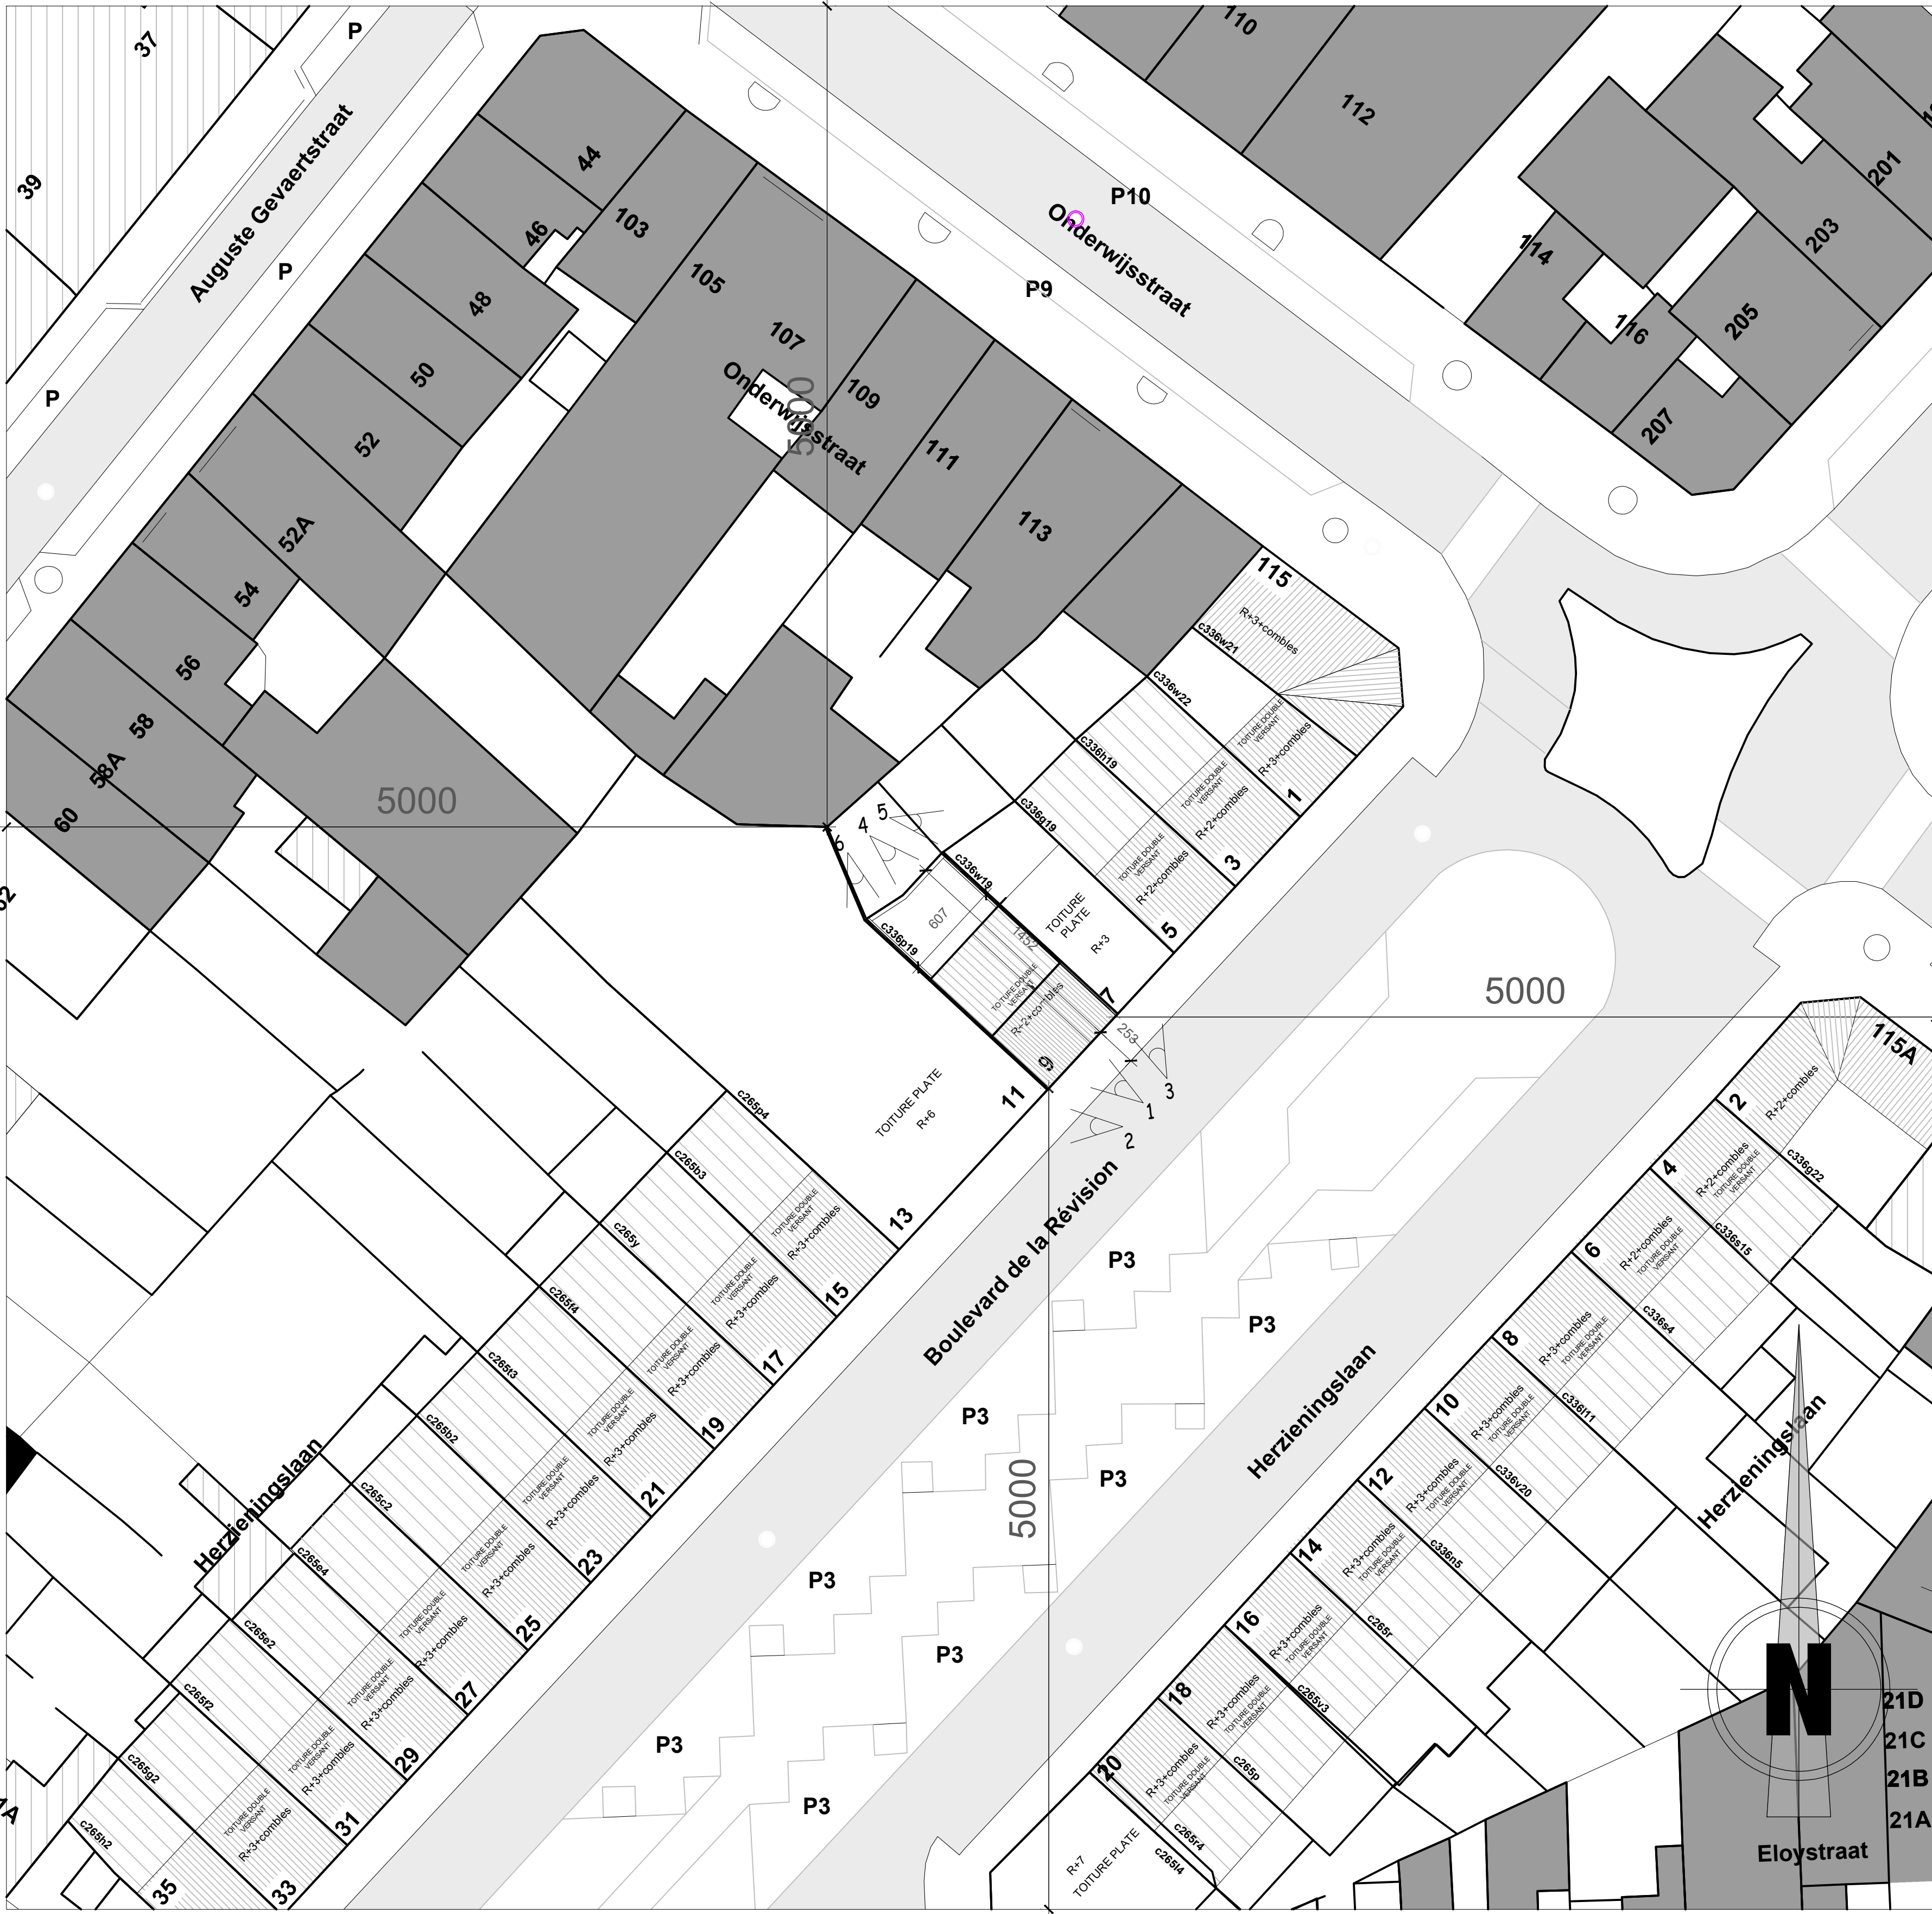 37
P
110
112
P10
39
Auguste Gevaertstraat
44
46
103
Onderwijsstraat
201
203
114
P
105
48
107
P9
116
205
P
50
Onderwijsstraat
5000
109
207
52
111
113
52A
54
115
R+3+combles
c336w21
56
c336w22
TOITURE DOUBLE
VERSANT
R+3+combles
58
58A
c336h19
TOITURE DOUBLE
VERSANT
R+2+combles
1
60
5000
c336g19
TOITURE DOUBLE
VERSANT
R+2+combles
3
4
5
6
c336w19
TOITURE
PLATE
R+3
5
607
c336p19
1452
5000
TOITURE DOUBLE
VERSANT
R+2+combles
7
253
9
3
1
2
115A
2
R+2+combles
TOITURE PLATE
R+6
11
c265p4
4
R+2+combles
TOITURE DOUBLE
VERSANT
c336g22
c265b3
Boulevard de la Révision
13
TOITURE DOUBLE
VERSANT
R+3+combles
6
R+2+combles
TOITURE DOUBLE
VERSANT
c336s15
c265y
P3
15
TOITURE DOUBLE
VERSANT
R+3+combles
c265f4
P3
8
R+3+combles
TOITURE DOUBLE
VERSANT
c336s4
17
TOITURE DOUBLE
VERSANT
R+3+combles
c265t3
Herzieningslaan
10
R+3+combles
TOITURE DOUBLE
VERSANT
c336l11
19
TOITURE DOUBLE
VERSANT
R+3+combles
c265b2
P3
Herzieningslaan
12
R+3+combles
TOITURE DOUBLE
VERSANT
c336v20
21
TOITURE DOUBLE
VERSANT
R+3+combles
c265c2
P3
5000
Herzieningslaan
14
R+3+combles
TOITURE DOUBLE
VERSANT
c336n5
23
TOITURE DOUBLE
VERSANT
R+3+combles
c265e4
P3
16
R+3+combles
TOITURE DOUBLE
VERSANT
c265r
25
TOITURE DOUBLE
VERSANT
R+3+combles
c265e2
P3
18
R+3+combles
TOITURE DOUBLE
VERSANT
c265v3
27
TOITURE DOUBLE
VERSANT
R+3+combles
c265f2
N
21D
21C
21B
21A
P3
29
TOITURE DOUBLE
VERSANT
R+3+combles
c265g2
20
R+3+combles
TOITURE DOUBLE
VERSANT
c265p
P3
31
TOITURE DOUBLE
VERSANT
R+3+combles
c265h2
c265r4
c265l4
R+7
TOITURE PLATE
Eloystraat
33
35